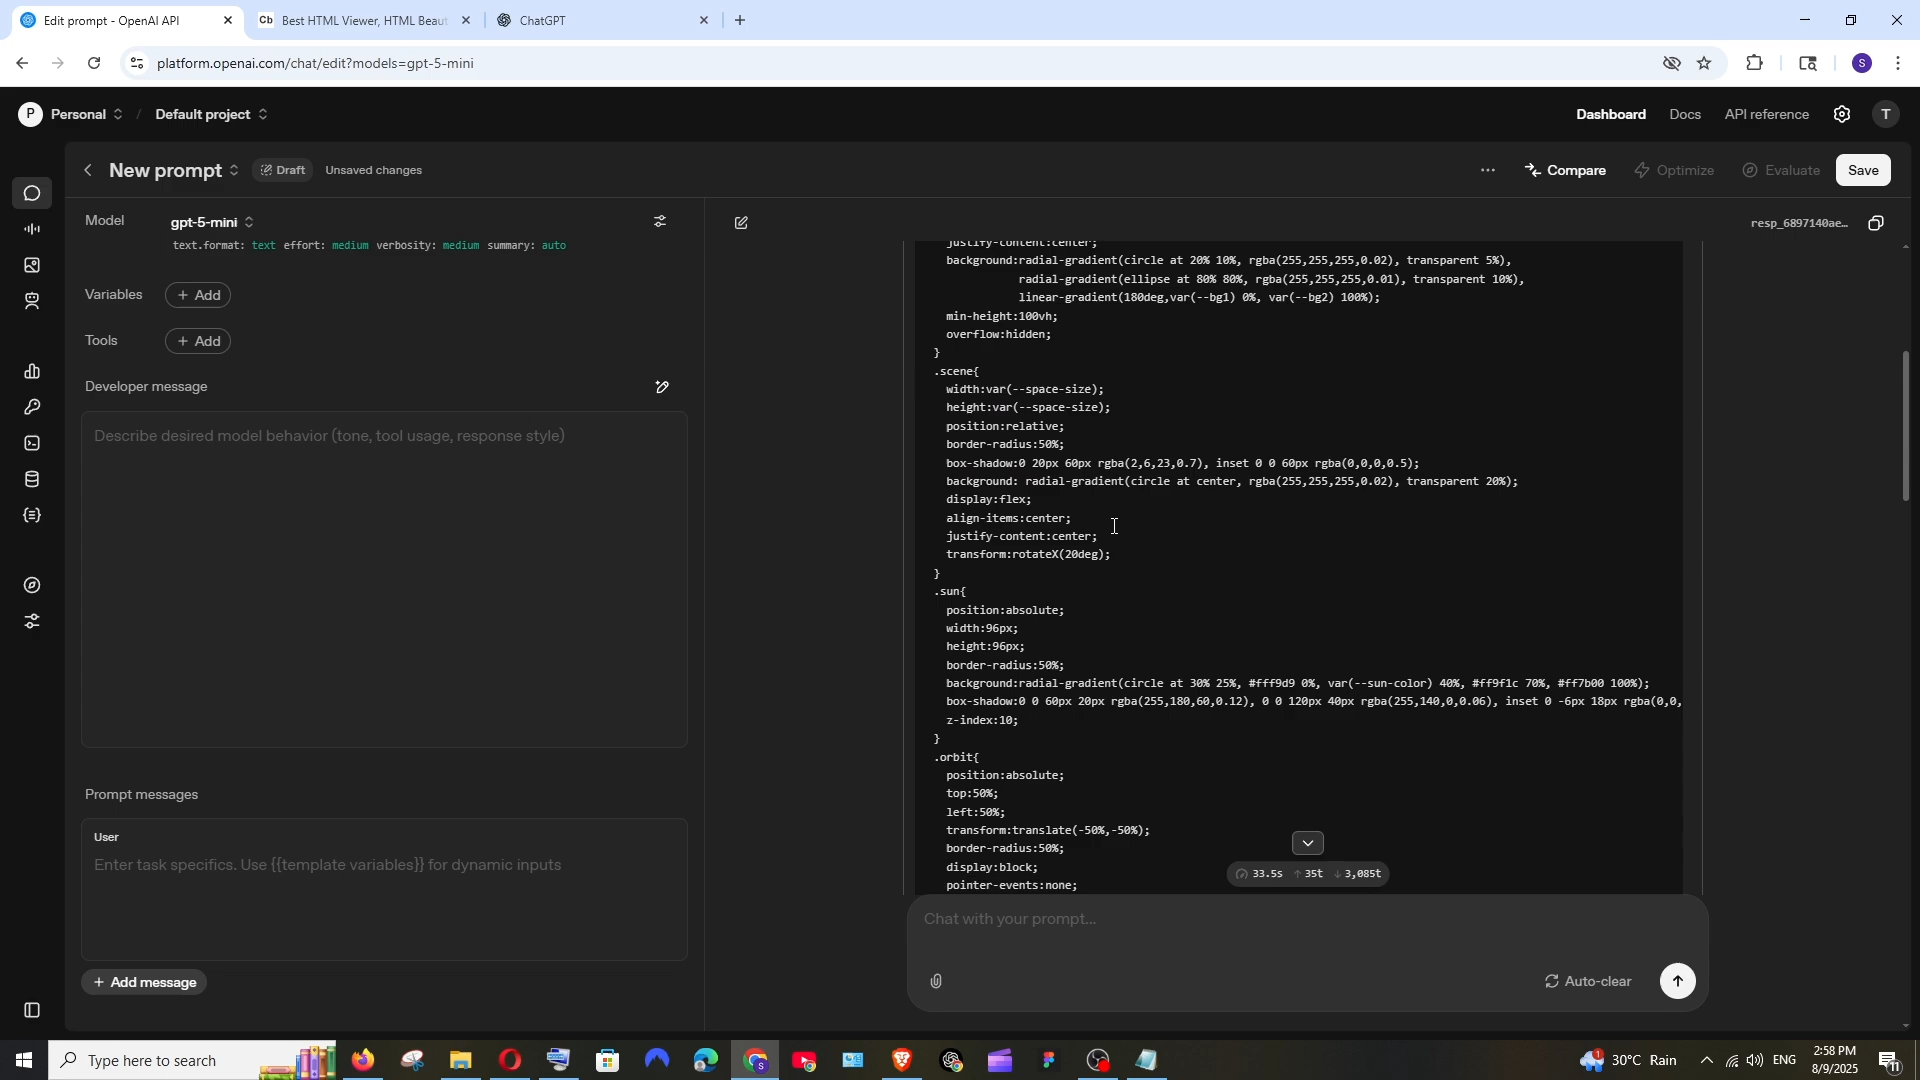 Edit prompt - OpenAI API
Cb Best HTML Viewer, HTML Beaut
ChatGPT
platform.openai.com/chat/edit?models=gpt-5-mini
S
P Personal / Default project
Dashboard Docs API reference T
New prompt Draft Unsaved changes
Compare Optimize Evaluate Save
Model gpt-5-mini
text.format: text effort: medium verbosity: medium summary: auto
resp_6897140ae...
Variables + Add
Tools + Add
Developer message
Describe desired model behavior (tone, tool usage, response style)
Prompt messages
User
Enter task specifics. Use {{template variables}} for dynamic inputs
+ Add message
justify-content:center;
background:radial-gradient(circle at 20% 10%, rgba(255,255,255,0.02), transparent 5%),
radial-gradient(ellipse at 80% 80%, rgba(255,255,255,0.01), transparent 10%),
linear-gradient(180deg,var(--bg1) 0%, var(--bg2) 100%);
min-height:100vh;
overflow:hidden;
}
.scene{
width:var(--space-size);
height:var(--space-size);
position:relative;
border-radius:50%;
box-shadow:0 20px 60px rgba(2,6,23,0.7), inset 0 0 60px rgba(0,0,0,0.5);
background: radial-gradient(circle at center, rgba(255,255,255,0.02), transparent 20%);
display:flex;
align-items:center;
justify-content:center;
transform:rotateX(20deg);
}
.sun{
position:absolute;
width:96px;
height:96px;
border-radius:50%;
background:radial-gradient(circle at 30% 25%, #fff9d9 0%, var(--sun-color) 40%, #ff9f1c 70%, #ff7b00 100%);
box-shadow:0 0 60px 20px rgba(255,180,60,0.12), 0 0 120px 40px rgba(255,140,0,0.06), inset 0 -6px 18px rgba(0,0,
z-index:10;
}
.orbit{
position:absolute;
top:50%;
left:50%;
transform:translate(-50%,-50%);
border-radius:50%;
display:block;
pointer-events:none;
33.5s ↑ 35t ↓ 3,085t
Chat with your prompt...
Auto-clear
Type here to search
1 30°C Rain ENG 2:58 PM 8/9/2025 11